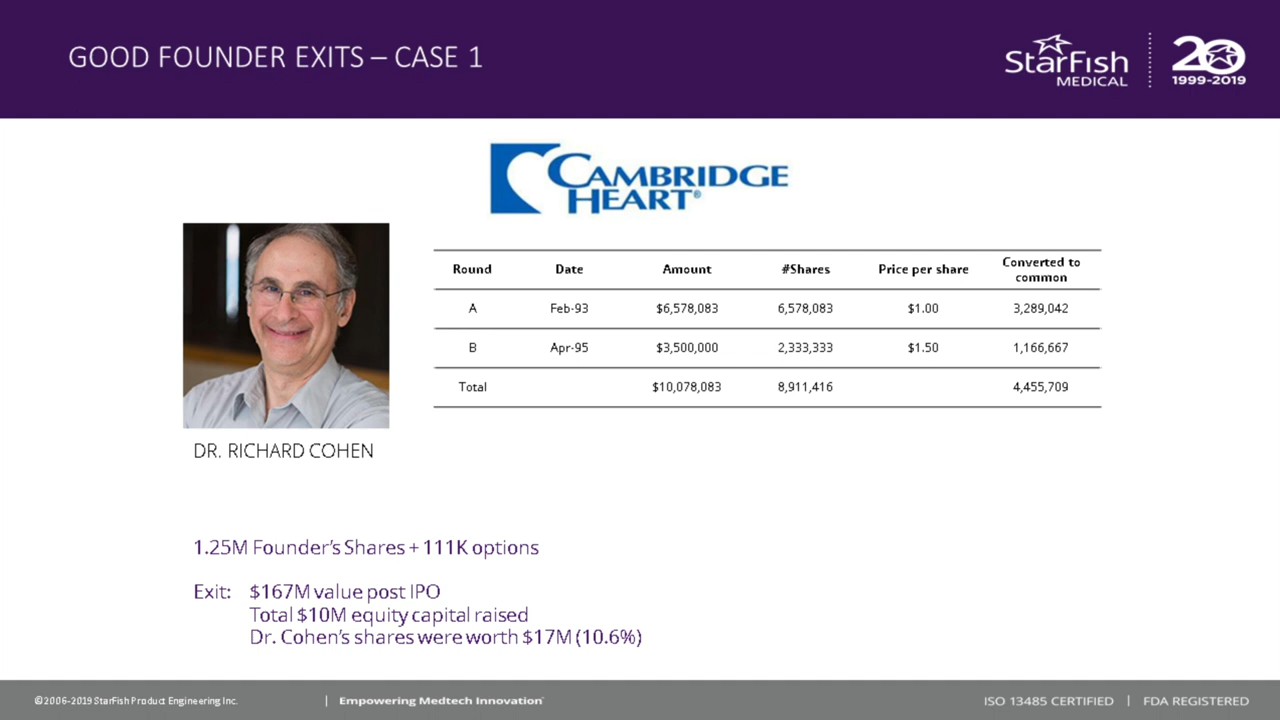 GOOD FOUNDER EXITS – CASE 1
StarFish
MEDICAL
20
1999-2019
CAMBRIDGE
HEART®
Round Date Amount #Shares Price per share Converted to common
A Feb-93 $6,578,083 6,578,083 $1.00 3,289,042
B Apr-95 $3,500,000 2,333,333 $1.50 1,166,667
Total $10,078,083 8,911,416 4,455,709
DR. RICHARD COHEN
1.25M Founder's Shares + 111K options
Exit: $167M value post IPO
Total $10M equity capital raised
Dr. Cohen's shares were worth $17M (10.6%)
©2006-2019 StarFish Product Engineering Inc. | Empowering Medtech Innovation™ ISO 13485 CERTIFIED | FDA REGISTERED